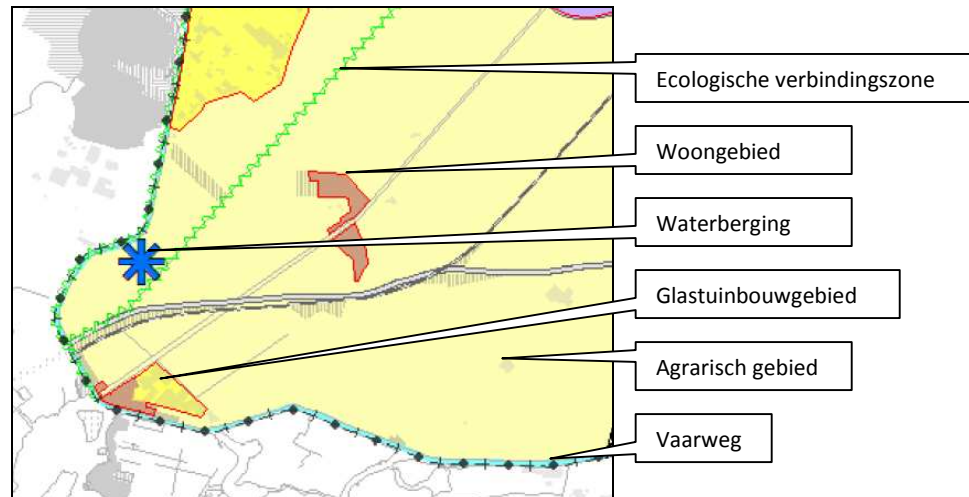 Ecologische verbindingszone
Woongebied
Waterberging
Glastuinbouwgebied
Agrarisch gebied
Vaarweg